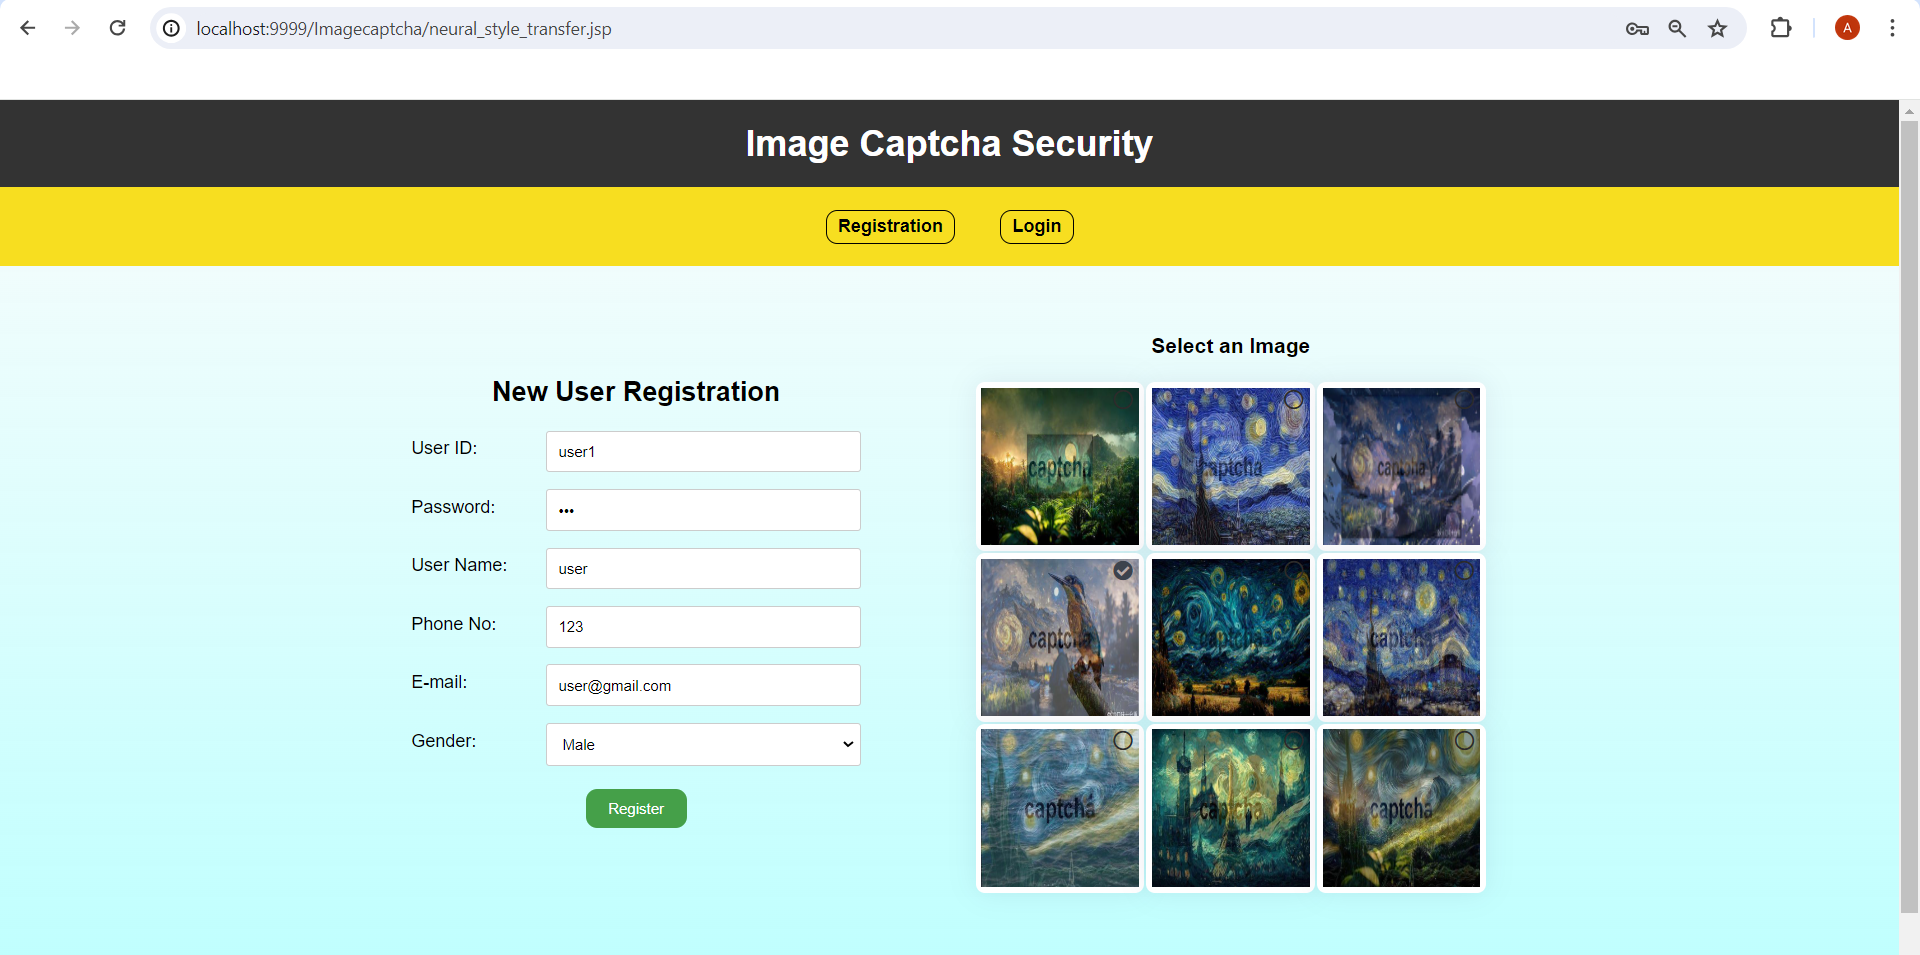 localhost:9999/Imagecaptcha/neural_style_transfer.jsp
A
Image Captcha Security
Registration
Login
Select an Image
New User Registration
User ID:
user1
Password:
•••
User Name:
user
Phone No:
123
E-mail:
user@gmail.com
Gender:
Male
Register
captcha
captcha
captcha
captcha
captcha
captcha
captcha
captcha
captcha